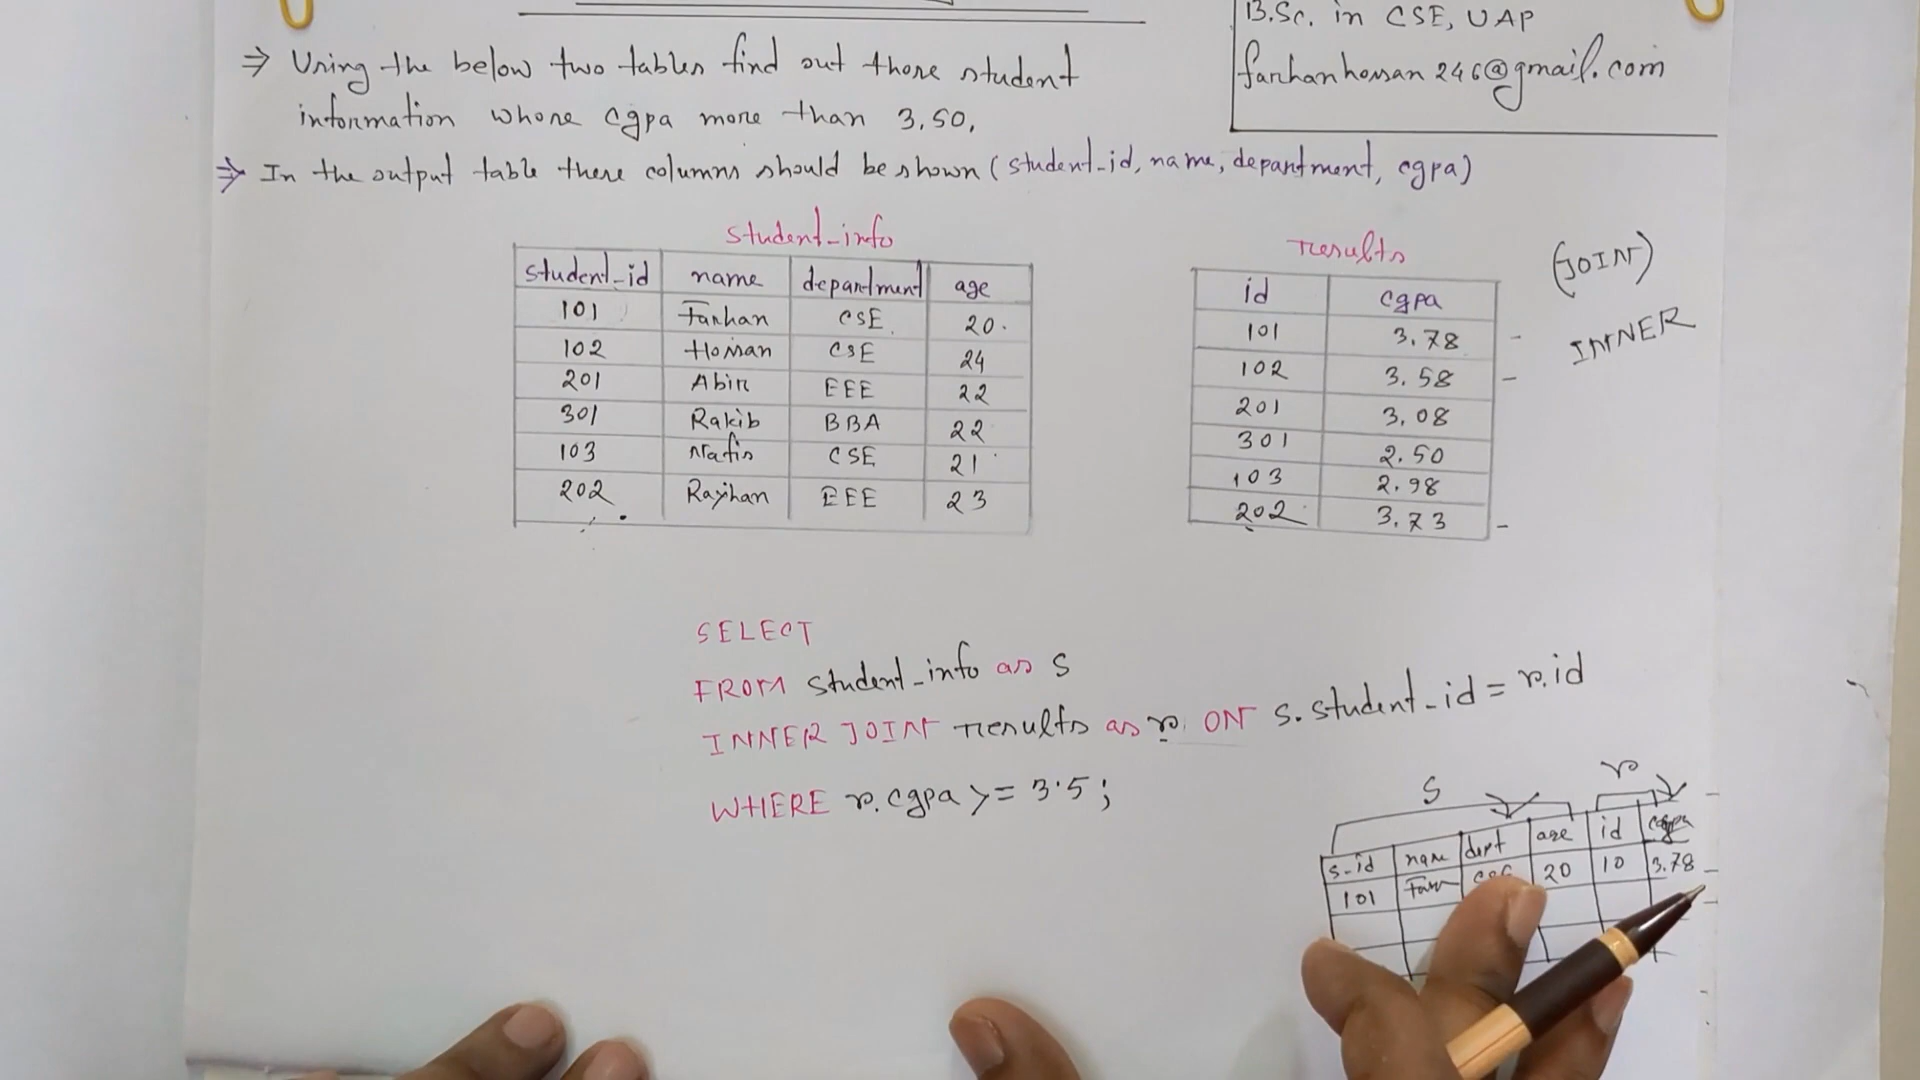 B.Sc. in CSE, UAP
farhanhossan246@gmail.com
⇒ Using the below two tables find out those student
information whose cgpa more than 3.50.
⇒ In the output table these columns should be shown (student_id, name, department, cgpa)
student_info
student_id name department age
101 Farhan CSE 20
102 Hossan CSE 24
201 Abir EEE 22
301 Rakib BBA 22
103 Nafis CSE 21
202 Rayhan EEE 23
results
id cgpa
101 3.78
102 3.58
201 3.08
301 2.50
103 2.98
202 3.73
(JOIN)
INNER
SELECT
FROM student_info as s
INNER JOIN results as r ON s.student_id = r.id
WHERE r.cgpa >= 3.5;
S r
s-id name dept age id cgpa
101 Far 20 10 3.78